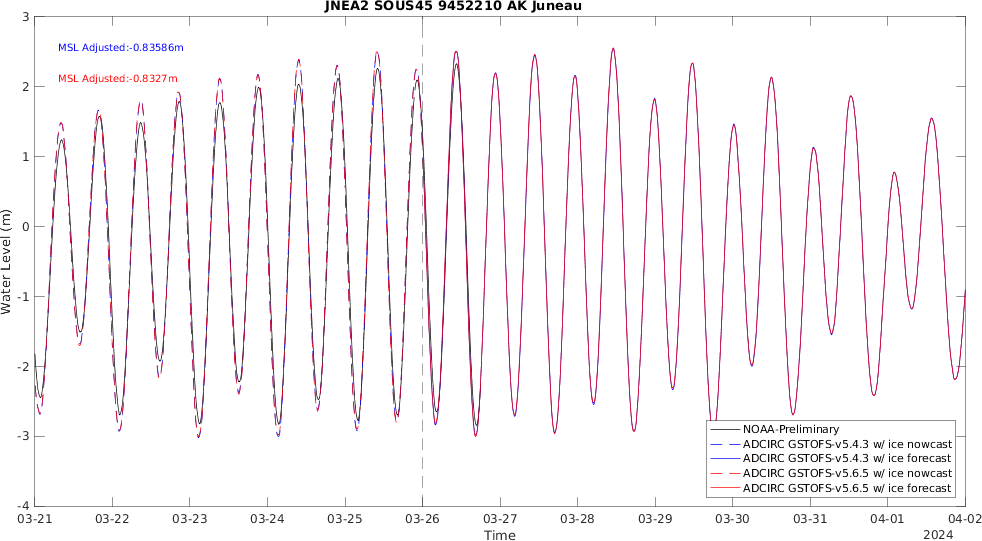 JNEA2 SOUS45 9452210 AK Juneau
MSL Adjusted:-0.83586m
MSL Adjusted:-0.8327m
Water Level (m)
3
2
1
0
-1
-2
-3
-4
NOAA-Preliminary
ADCIRC GSTOFS-v5.4.3 w/ ice nowcast
ADCIRC GSTOFS-v5.4.3 w/ ice forecast
ADCIRC GSTOFS-v5.6.5 w/ ice nowcast
ADCIRC GSTOFS-v5.6.5 w/ ice forecast
03-21 03-22 03-23 03-24 03-25 03-26 03-27 03-28 03-29 03-30 03-31 04-01 04-02
Time
2024